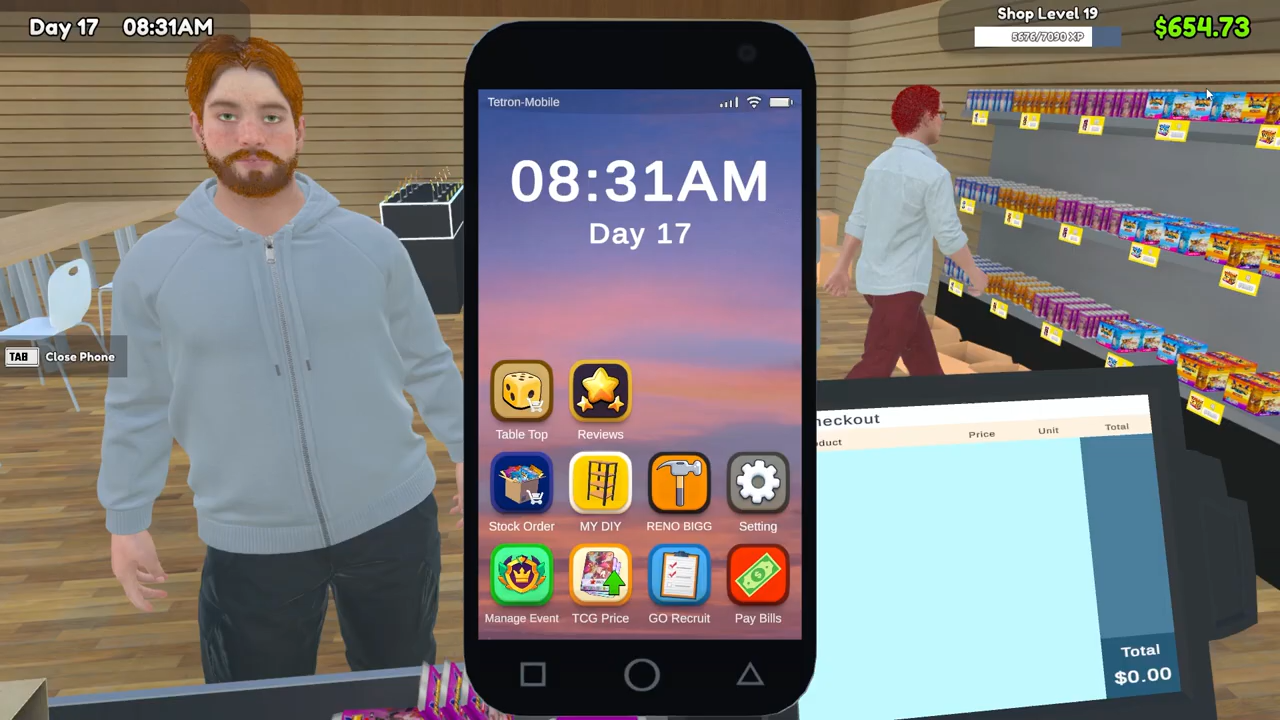 Day 17 08:31AM
Shop Level 19
5676/7090 XP
$654.73
Tetron-Mobile
08:31AM
Day 17
TAB Close Phone
Table Top Reviews
Stock Order MY DIY RENO BIGG Setting
Manage Event TCG Price GO Recruit Pay Bills
heckout
duct Price Unit Total
Total
$0.00